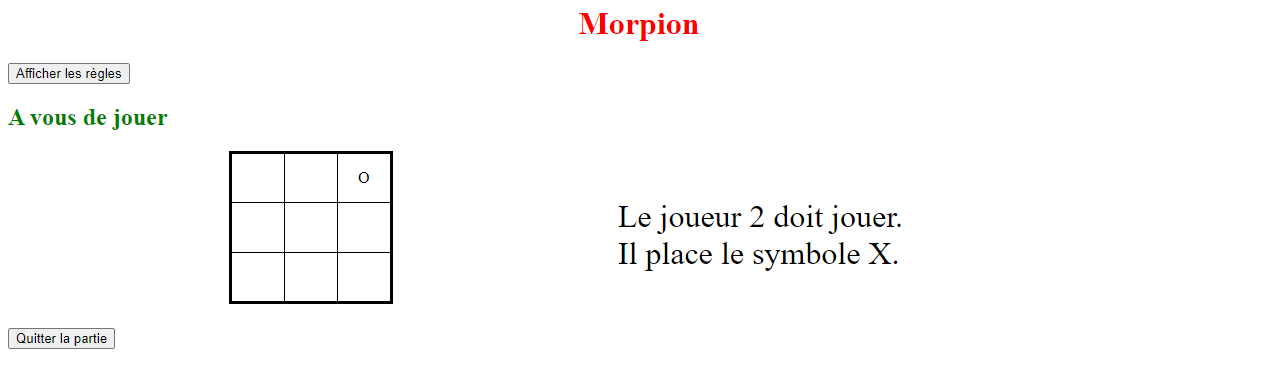 Morpion
Afficher les règles
A vous de jouer
O
Le joueur 2 doit jouer.
Il place le symbole X.
Quitter la partie